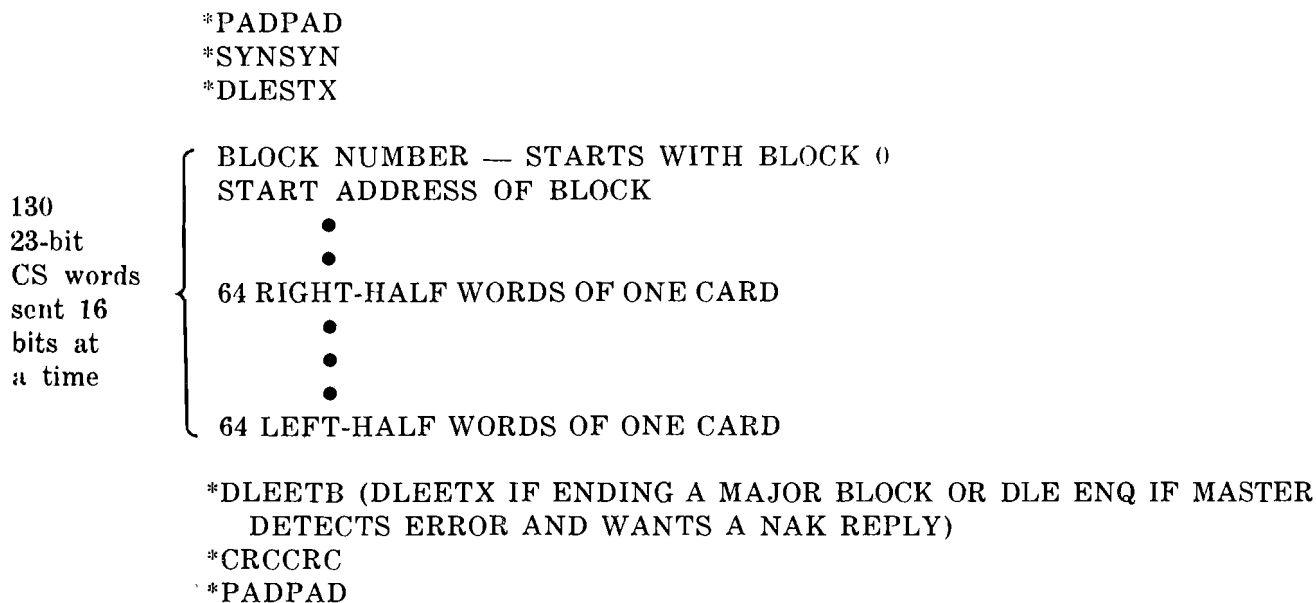 *PADPAD
*SYNSYN
*DLESTX
BLOCK NUMBER — STARTS WITH BLOCK 0
START ADDRESS OF BLOCK
130
23-bit
CS words
sent 16
bits at
a time
64 RIGHT-HALF WORDS OF ONE CARD
64 LEFT-HALF WORDS OF ONE CARD
*DLEETB (DLEETX IF ENDING A MAJOR BLOCK OR DLE ENQ IF MASTER
DETECTS ERROR AND WANTS A NAK REPLY)
*CRCCRC
*PADPAD